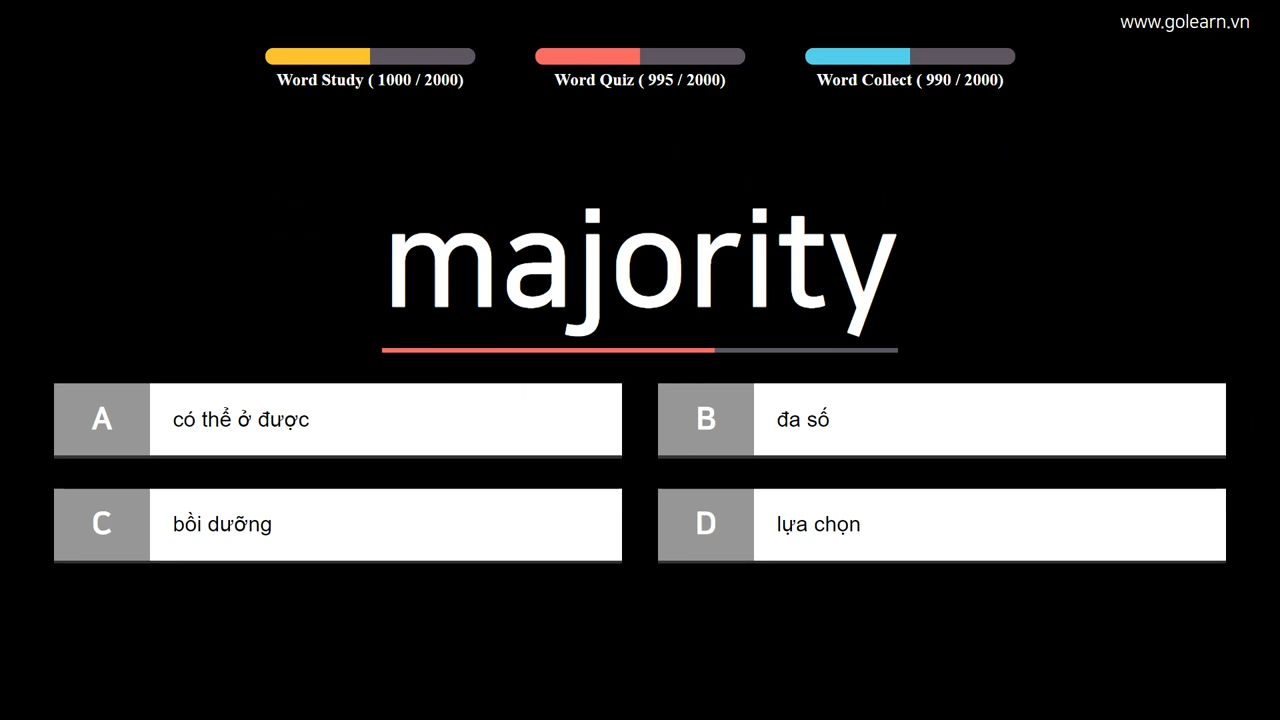 www.golearn.vn
Word Study ( 1000 / 2000)
Word Quiz ( 995 / 2000)
Word Collect ( 990 / 2000)
majority
A có thể ở được
B đa số
C bồi dưỡng
D lựa chọn